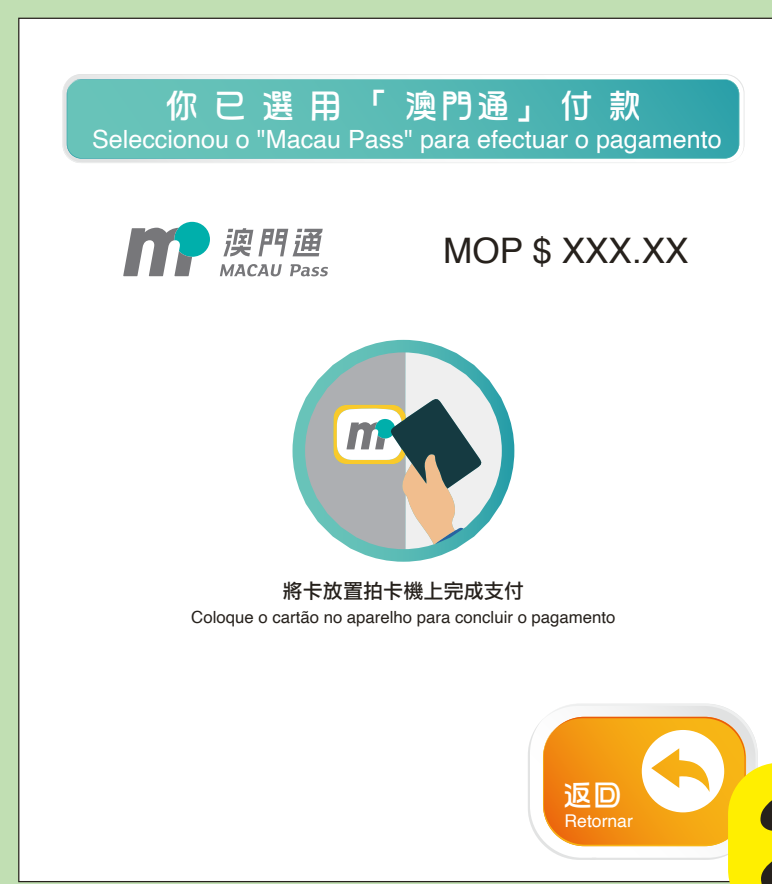 你已選用「澳門通」付款
Seleccionou o "Macau Pass" para efectuar o pagamento
m 澳門通
MACAU Pass
MOP $ XXX.XX
m
將卡放置拍卡機上完成支付
Coloque o cartão no aparelho para concluir o pagamento
返回
Retornar